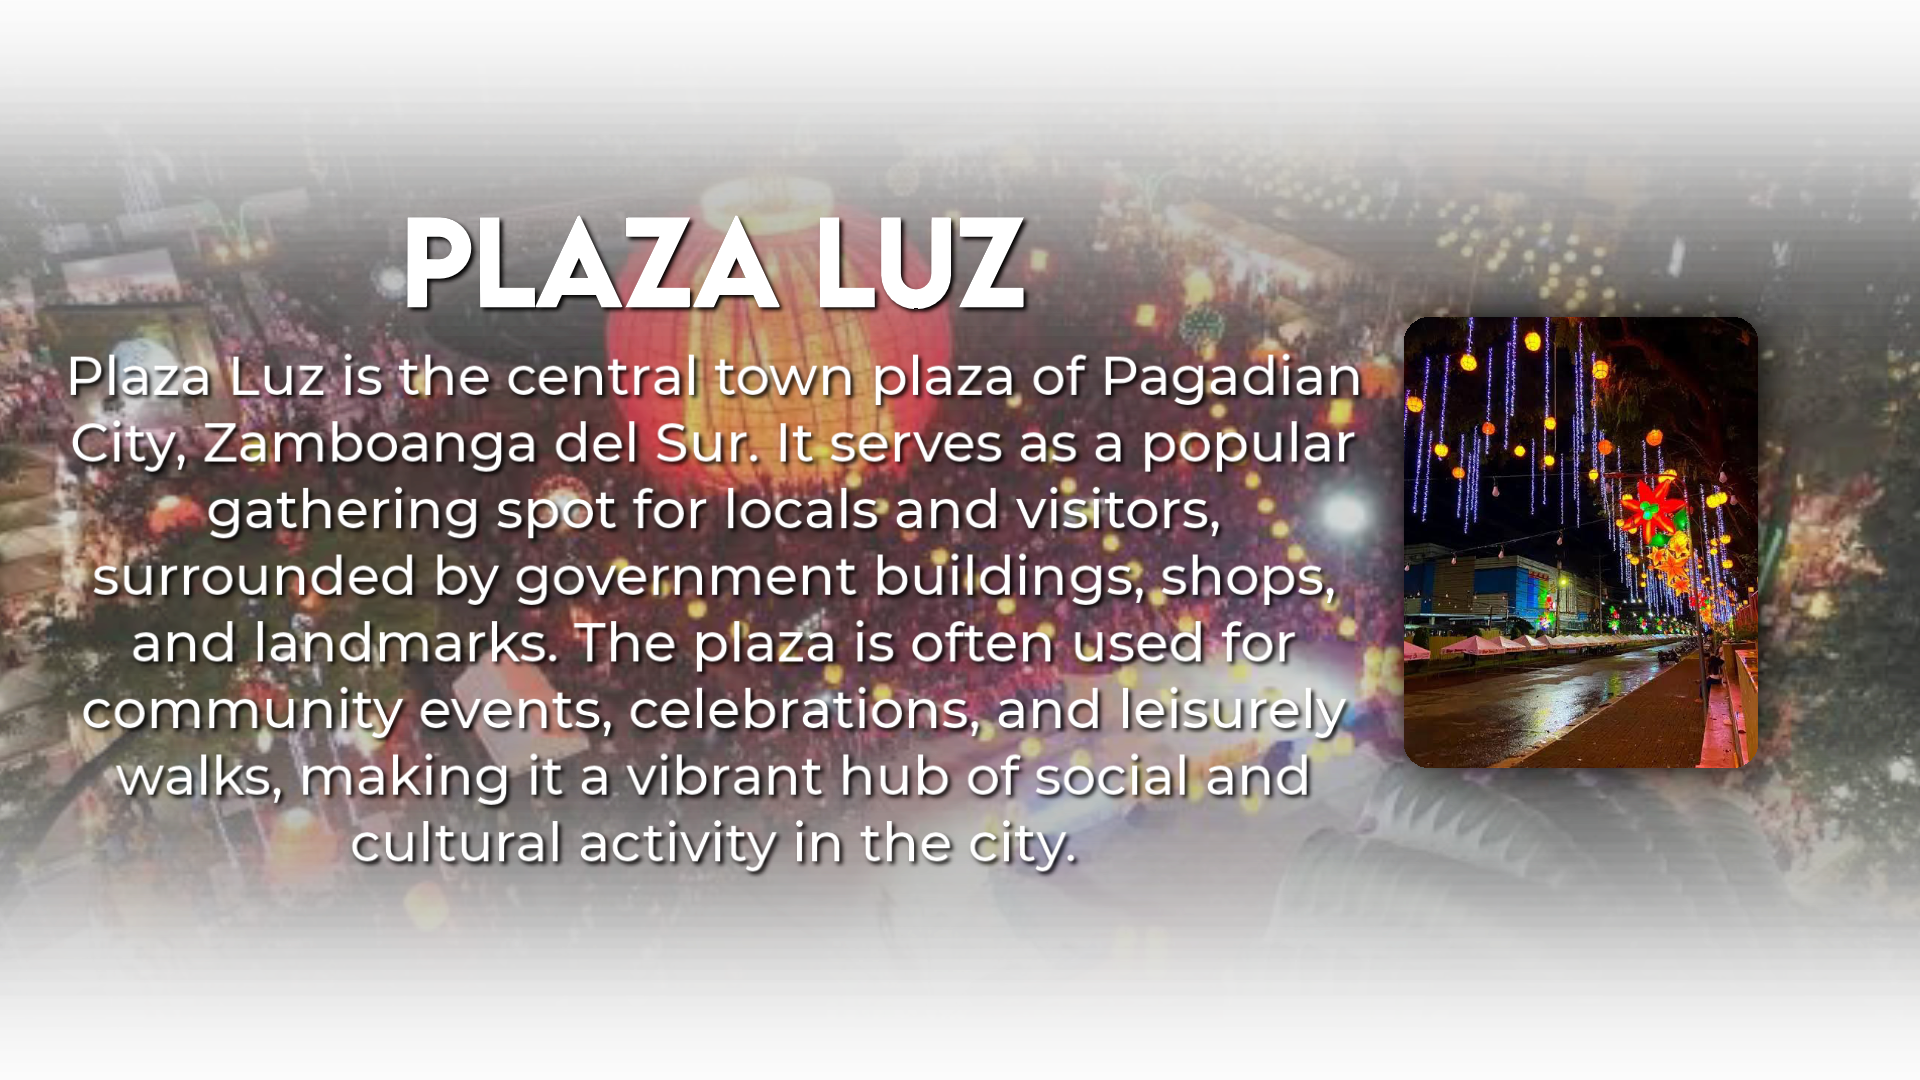 PLAZA LUZ
Plaza Luz is the central town plaza of Pagadian
City, Zamboanga del Sur. It serves as a popular
gathering spot for locals and visitors,
surrounded by government buildings, shops,
and landmarks. The plaza is often used for
community events, celebrations, and leisurely
walks, making it a vibrant hub of social and
cultural activity in the city.